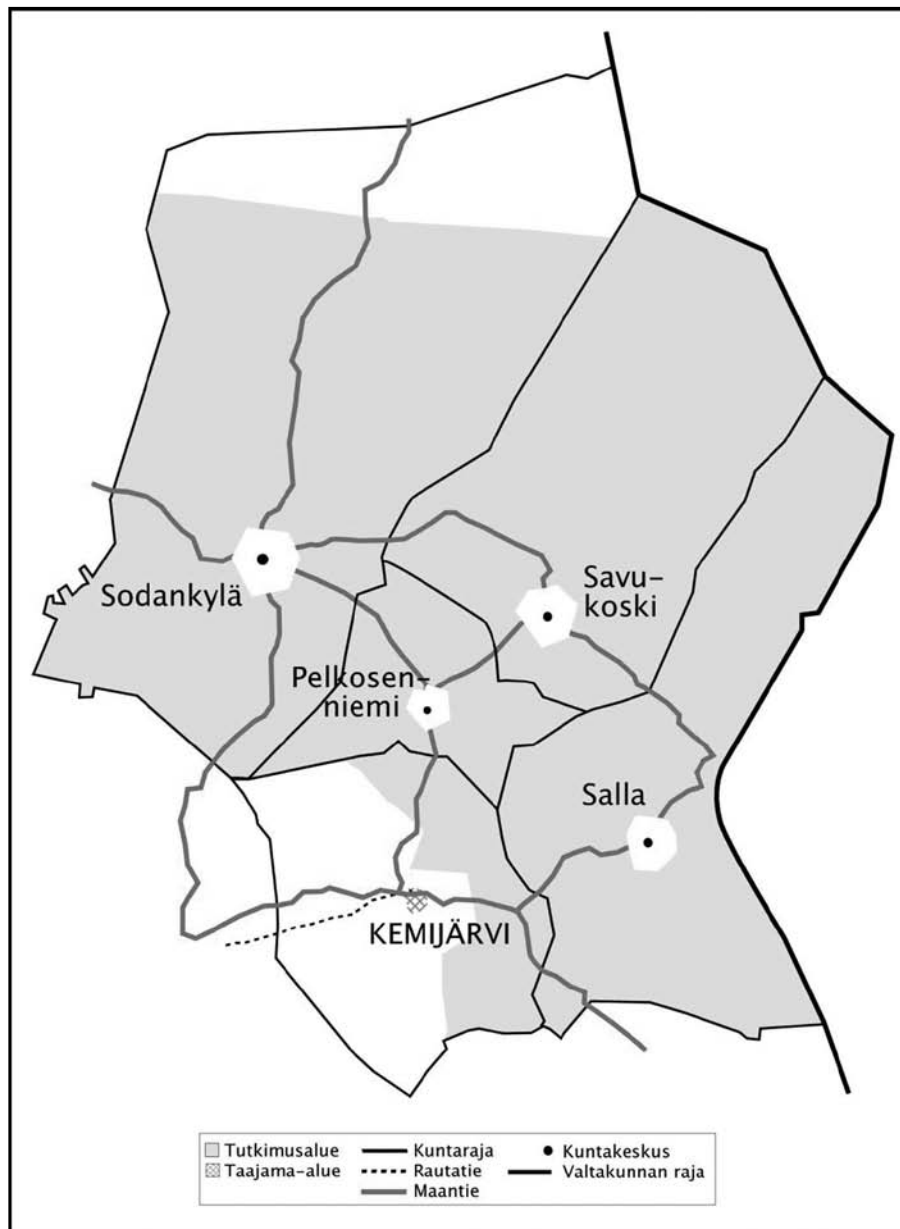 Sodankylä
Savu-
koski
Pelkosen-
niemi
Salla
KEMIJÄRVI
Tutkimusalue
Kuntaraja
Kuntakeskus
Taajama-alue
Rautatie
Valtakunnan raja
Maantie